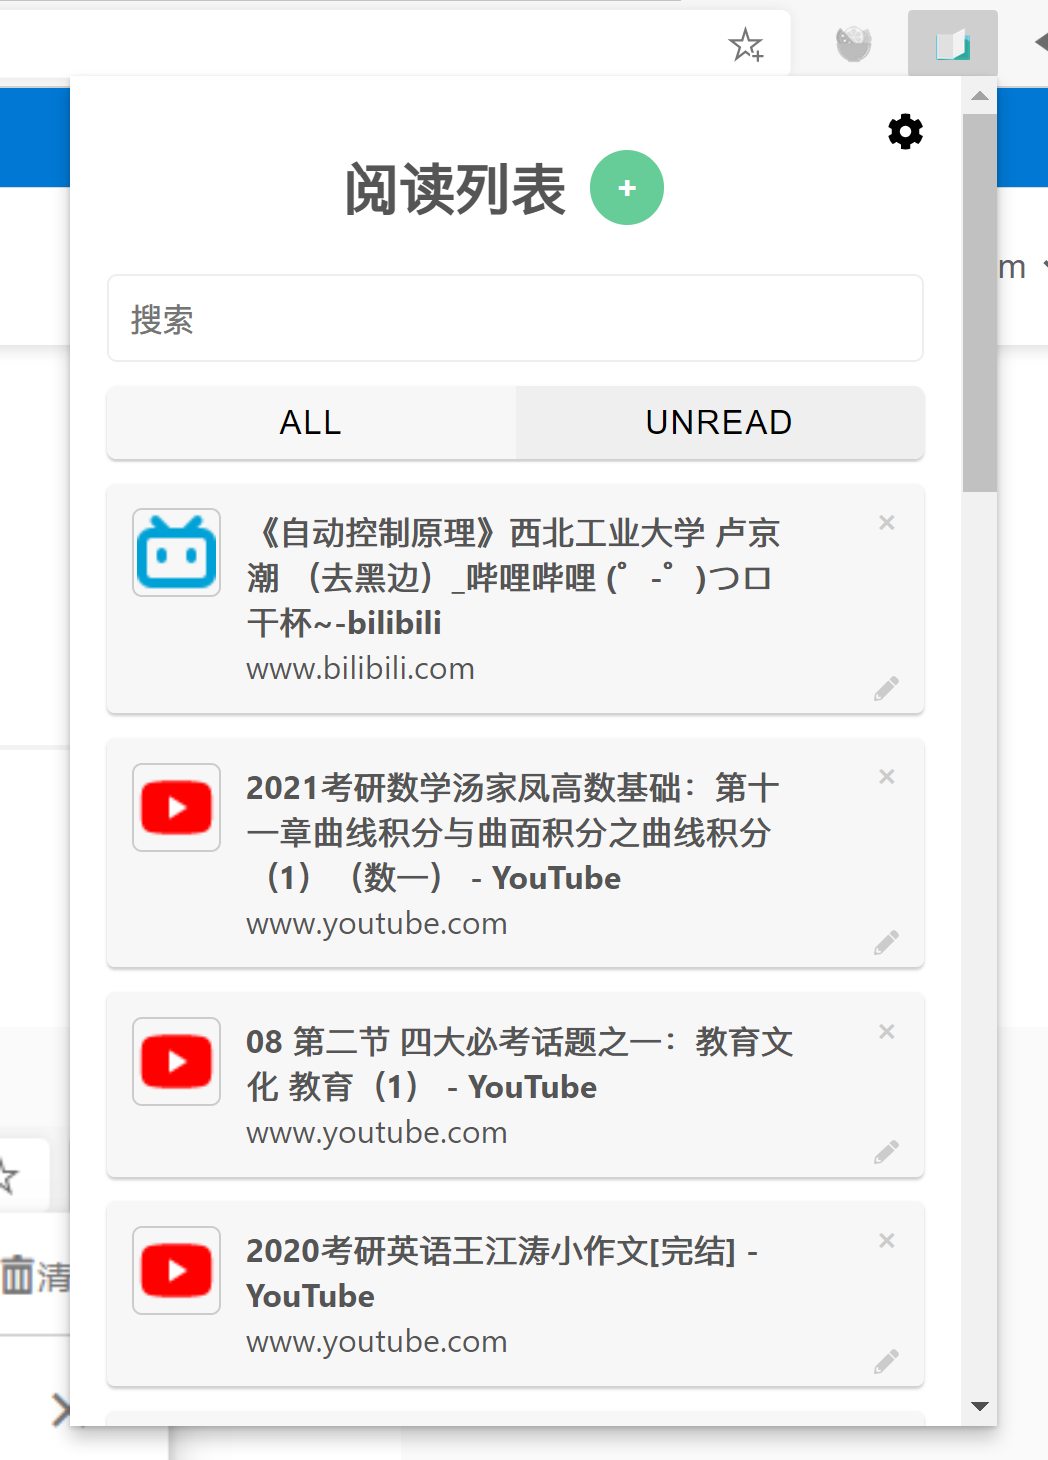 阅读列表 +
m
搜索
ALL UNREAD
《自动控制原理》西北工业大学 卢京
潮 （去黑边）_哔哩哔哩 (゜-゜)つロ
干杯~-bilibili
www.bilibili.com
2021考研数学汤家凤高数基础：第十
一章曲线积分与曲面积分之曲线积分
（1）（数一） - YouTube
www.youtube.com
08 第二节 四大必考话题之一：教育文
化 教育（1） - YouTube
www.youtube.com
2020考研英语王江涛小作文[完结] -
YouTube
www.youtube.com
清